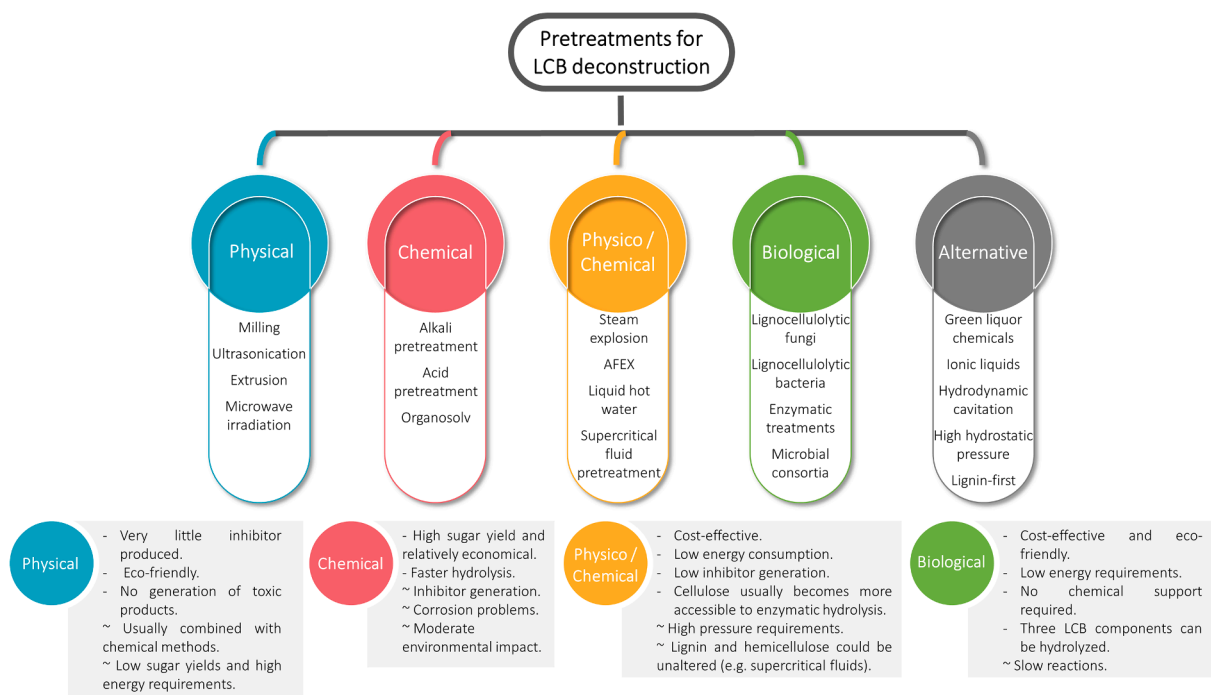 Pretreatments for
LCB deconstruction
Physical
Milling
Ultrasonication
Extrusion
Microwave
irradiation
Chemical
Alkali
pretreatment
Acid
pretreatment
Organosolv
Physico /
Chemical
Steam
explosion
AFEX
Liquid hot
water
Supercritical
fluid
pretreatment
Biological
Lignocellulolytic
fungi
Lignocellulolytic
bacteria
Enzymatic
treatments
Microbial
consortia
Alternative
Green liquor
chemicals
Ionic liquids
Hydrodynamic
cavitation
High hydrostatic
pressure
Lignin-first
Physical
- Very little inhibitor
produced.
- Eco-friendly.
- No generation of toxic
products.
~ Usually combined with
chemical methods.
~ Low sugar yields and high
energy requirements.
Chemical
- High sugar yield and
relatively economical.
- Faster hydrolysis.
~ Inhibitor generation.
~ Corrosion problems.
~ Moderate
environmental impact.
Physico /
Chemical
- Cost-effective.
- Low energy consumption.
- Low inhibitor generation.
- Cellulose usually becomes more
accessible to enzymatic hydrolysis.
~ High pressure requirements.
~ Lignin and hemicellulose could be
unaltered (e.g. supercritical fluids).
Biological
- Cost-effective and eco-
friendly.
- Low energy requirements.
- No chemical support
required.
- Three LCB components can
be hydrolyzed.
~ Slow reactions.